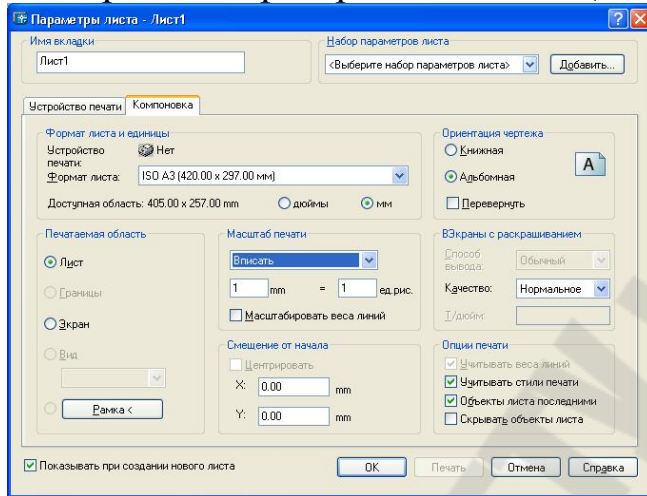 Параметры листа - Лист1
Имя вкладки
Лист1
Набор параметров листа
<Выберите набор параметров листа>
Добавить...
Устройство печати
Компоновка
Формат листа и единицы
Устройство печати:
Нет
Формат листа:
ISO A3 (420.00 x 297.00 мм)
Доступная область: 405.00 x 257.00 mm
дюймы
мм
Ориентация чертежа
Книжная
Альбомная
Перевернуть
A
Печатаемая область
Лист
Границы
Экран
Вид
Рамка <
Масштаб печати
Вписать
1 mm = 1 ед.рис.
Масштабировать веса линий
Смещение от начала
Центрировать
X: 0.00 mm
Y: 0.00 mm
ВЭкраны с раскрашиванием
Способ вывода:
Обычный
Качество:
Нормальное
Т/дюйм:
Опции печати
Учитывать веса линий
Учитывать стили печати
Объекты листа последними
Скрывать объекты листа
Показывать при создании нового листа
OK
Печать
Отмена
Справка